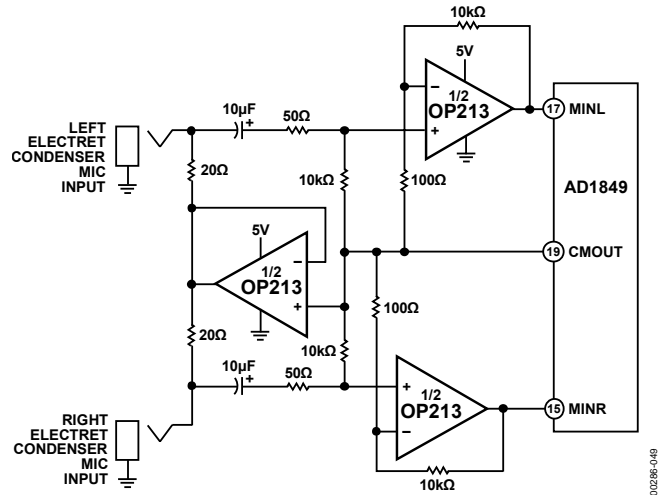 10kΩ
5V
1/2
OP213
17 MINL
10µF
50Ω
LEFT
ELECTRET
CONDENSER
MIC
INPUT
20Ω
10kΩ
100Ω
AD1849
5V
1/2
OP213
19 CMOUT
100Ω
20Ω
10kΩ
10µF
50Ω
1/2
OP213
15 MINR
RIGHT
ELECTRET
CONDENSER
MIC
INPUT
10kΩ
00286-049